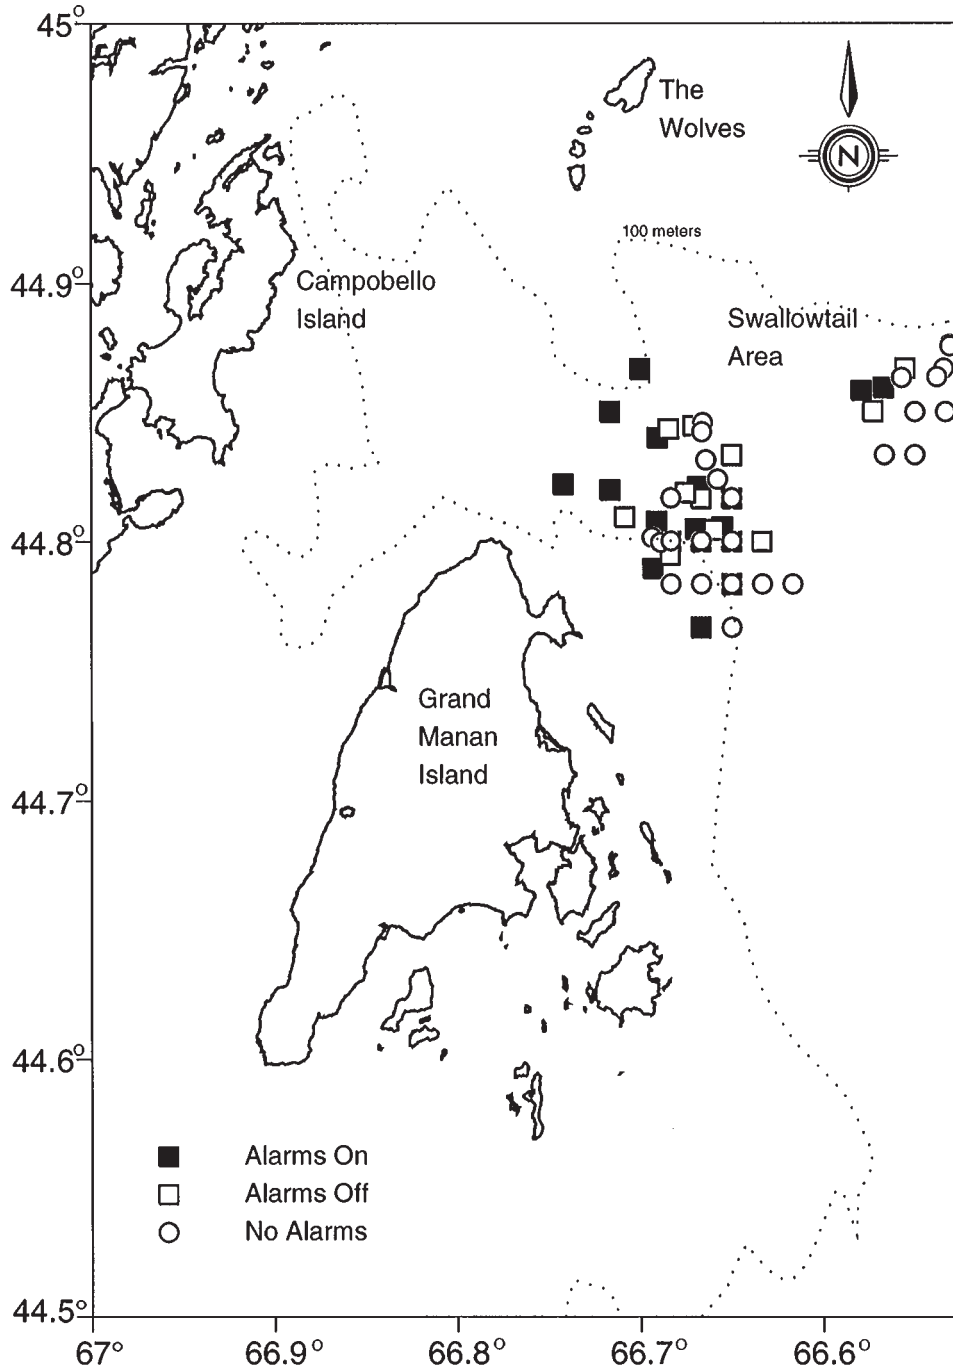 45°
The
Wolves
N
100 meters
44.9°
Campobello
Island
Swallowtail
Area
44.8°
Grand
Manan
Island
44.7°
44.6°
Alarms On
Alarms Off
No Alarms
44.5°
67° 66.9° 66.8° 66.7° 66.6°